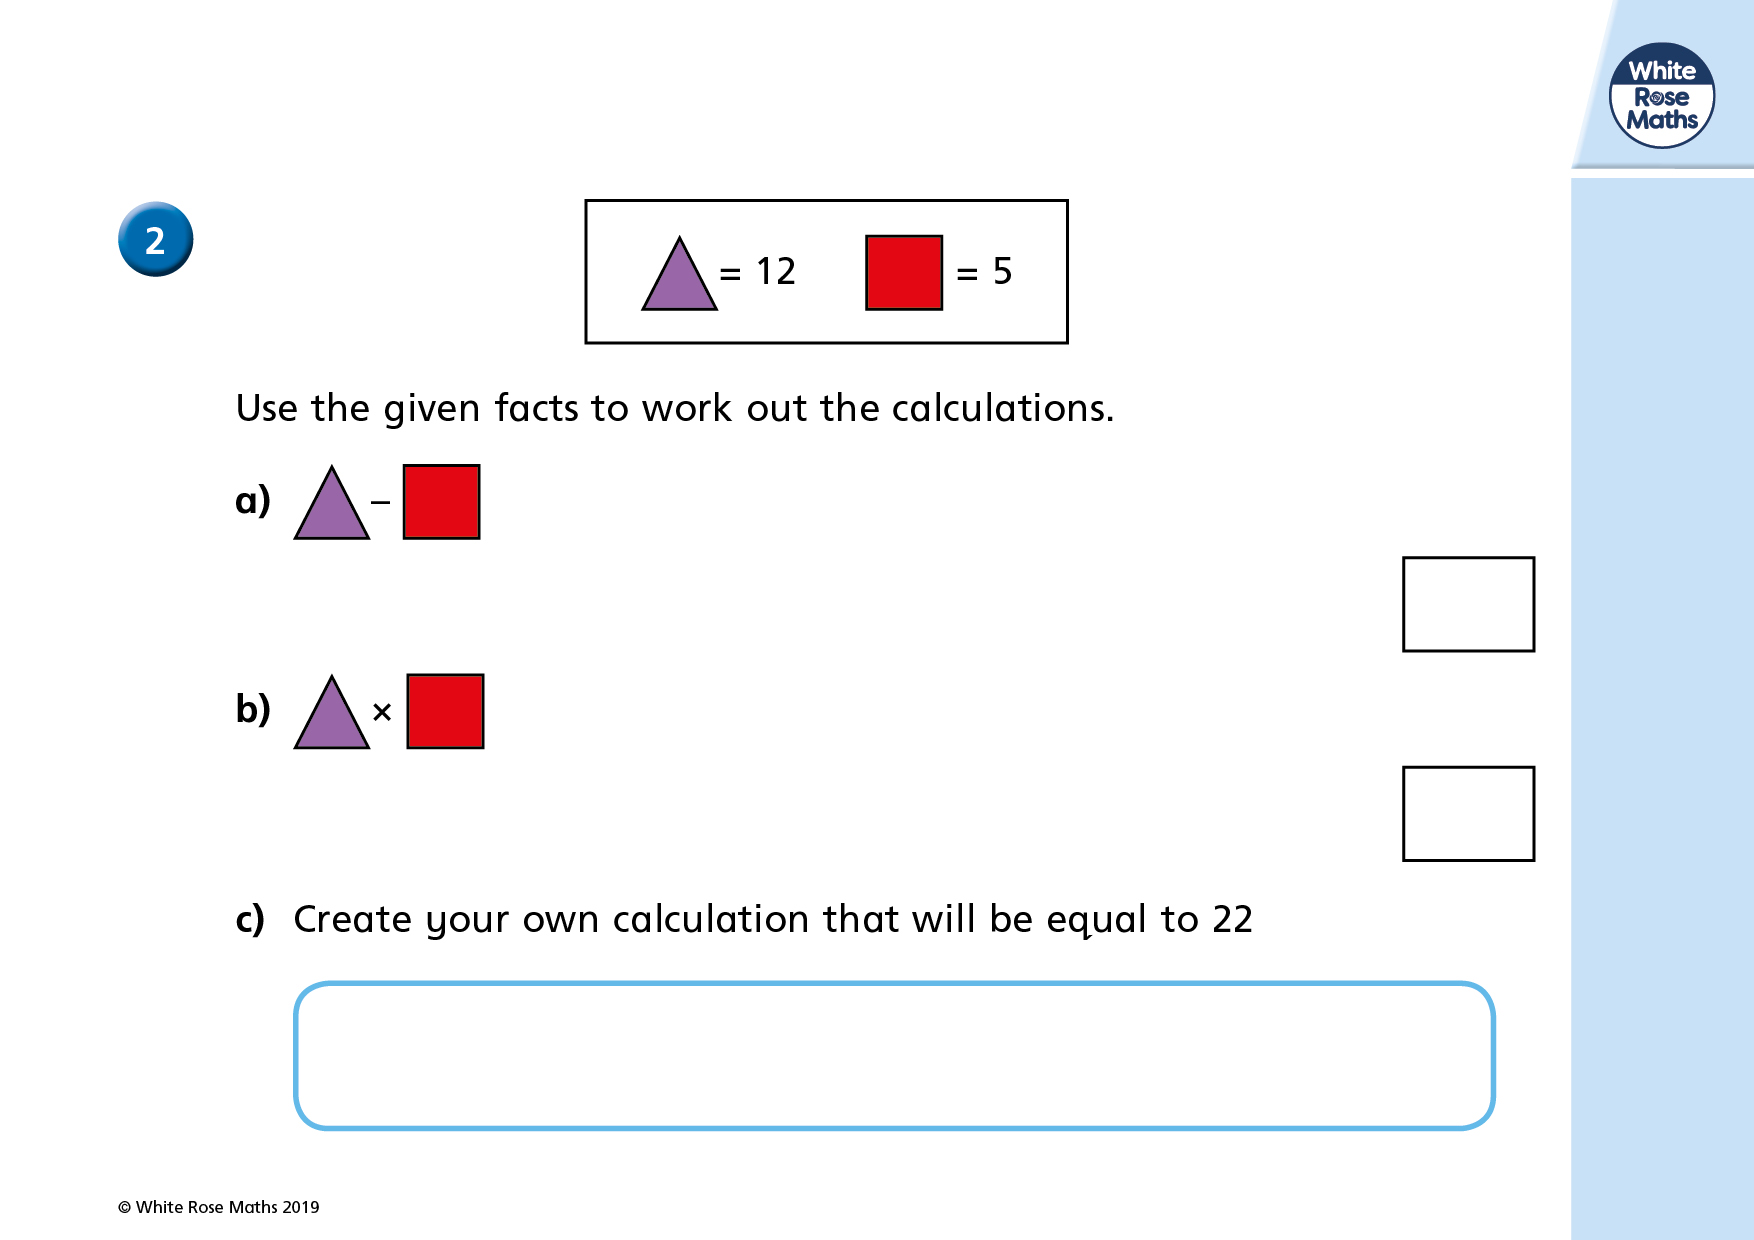 White
Rose
Maths
2
= 12 = 5
Use the given facts to work out the calculations.
a) –
b) ×
c) Create your own calculation that will be equal to 22
© White Rose Maths 2019